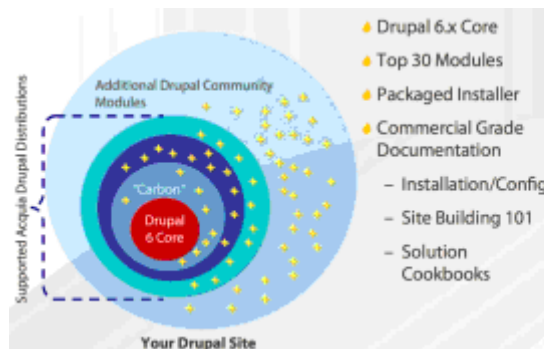 Drupal 6.x Core
Top 30 Modules
Packaged Installer
Commercial Grade
Documentation
– Installation/Config
– Site Building 101
– Solution
Cookbooks
Additional Drupal Community
Modules
"Carbon"
Drupal
6 Core
Supported Acquia Drupal Distributions
Your Drupal Site